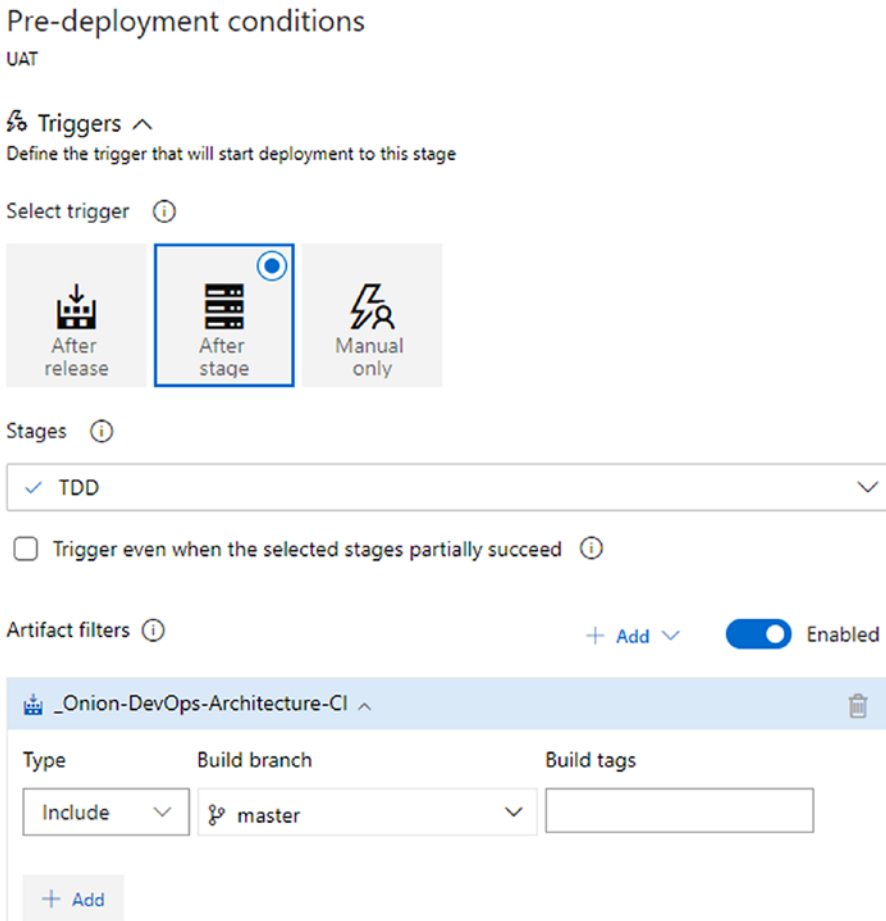 Pre-deployment conditions
UAT
Triggers
Define the trigger that will start deployment to this stage
Select trigger
After
release
After
stage
Manual
only
Stages
TDD
Trigger even when the selected stages partially succeed
Artifact filters
+ Add
Enabled
_Onion-DevOps-Architecture-CI
Type
Build branch
Build tags
Include
master
+ Add